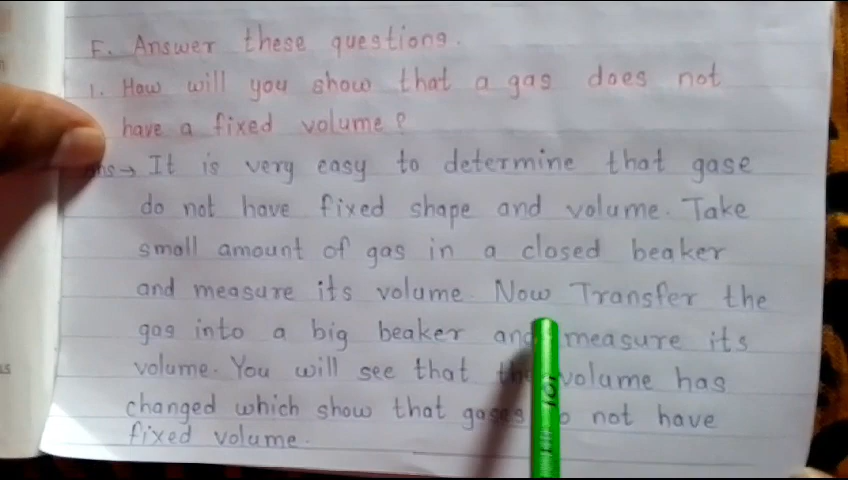 F. Answer these questions.
1. How will you show that a gas does not
have a fixed volume?
Ans → It is very easy to determine that gase
do not have fixed shape and volume. Take
small amount of gas in a closed beaker
and measure its volume. Now Transfer the
gas into a big beaker and measure its
volume. You will see that the volume has
changed which show that gases do not have
fixed volume.